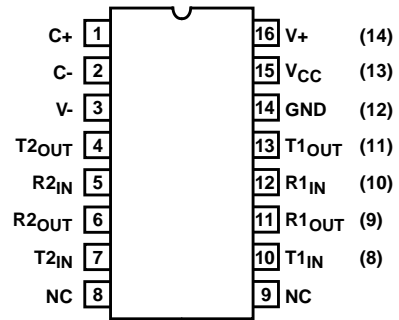 C+ 1 16 V+ (14)
C- 2 15 VCC (13)
V- 3 14 GND (12)
T2OUT 4 13 T1OUT (11)
R2IN 5 12 R1IN (10)
R2OUT 6 11 R1OUT (9)
T2IN 7 10 T1IN (8)
NC 8 9 NC